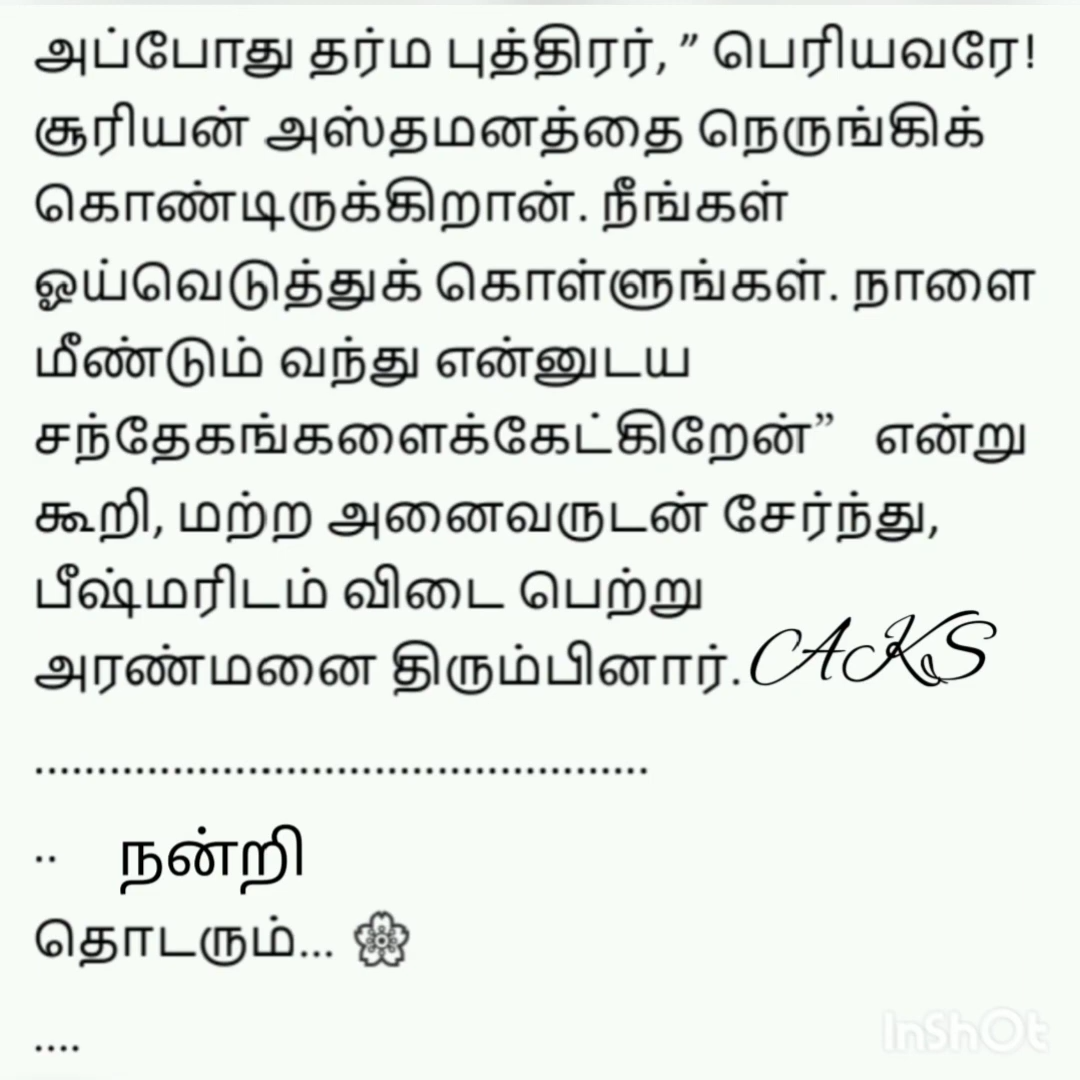 அப்போது தர்ம புத்திரர், ” பெரியவரே!
சூரியன் அஸ்தமனத்தை நெருங்கிக்
கொண்டிருக்கிறான். நீங்கள்
ஓய்வெடுத்துக் கொள்ளுங்கள். நாளை
மீண்டும் வந்து என்னுடய
சந்தேகங்களைக்கேட்கிறேன்” என்று
கூறி, மற்ற அனைவருடன் சேர்ந்து,
பீஷ்மரிடம் விடை பெற்று
அரண்மனை திரும்பினார். AKS
.................................................
.. நன்றி
தொடரும்... 
....
InShOt